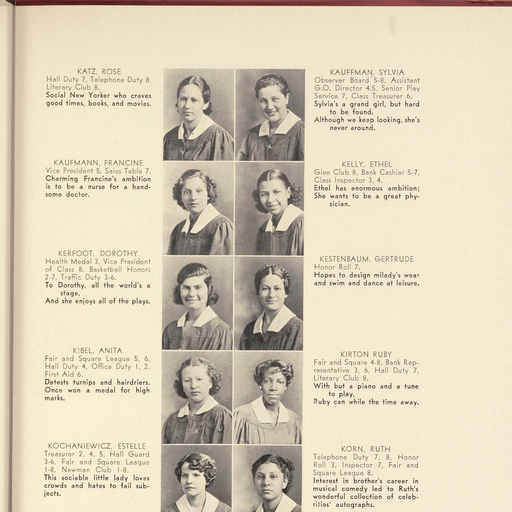 KATZ, ROSE
Hall Duty 7, Telephone Duty 8,
Literary Club 8.
Social New Yorker who craves
good times, books, and movies.
KAUFFMAN, SYLVIA
Observer Board 5-8, Assistant
G.O. Director 4,5, Senior Play
Service 7, Class Treasurer 6.
Sylvia's a grand girl, but hard
to be found,
Although we keep looking, she's
never around.
KAUFMANN, FRANCINE
Vice President 5, Sales Table 7.
Charming Francine's ambition
is to be a nurse for a hand-
some doctor.
KELLY, ETHEL
Glee Club 8, Bank Cashier 5-7,
Class Inspector 3, 4.
Ethel has enormous ambition;
She wants to be a great phy-
sician.
KERFOOT, DOROTHY
Health Medal 3, Vice President
of Class 8, Basketball Honors
2-7, Traffic Duty 3-6.
To Dorothy, all the world's a
stage,
And she enjoys all of the plays.
KESTENBAUM, GERTRUDE
Honor Roll 7.
Hopes to design milady's wear
and swim and dance at leisure.
KIBEL, ANITA
Fair and Square League 5, 6,
Hall Duty 4, Office Duty 1, 2,
First Aid 6.
Detests turnips and hairdriers.
Once won a medal for high
marks.
KIRTON RUBY
Fair and Square 4-8, Bank Rep-
resentative 3, 6, Hall Duty 7,
Literary Club 8.
With but a piano and a tune
to play,
Ruby can while the time away.
KOCHANIEWICZ, ESTELLE
Treasurer 2, 4, 5, Hall Guard
3-6, Fair and Square League
1-8, Newman Club 1-8.
This sociable little lady loves
crowds and hates to fail sub-
jects.
KORN, RUTH
Telephone Duty 7, 8, Honor
Roll 3, Inspector 7, Fair and
Square League 8.
Interest in brother's career in
musical comedy led to Ruth's
wonderful collection of celeb-
rities' autographs.